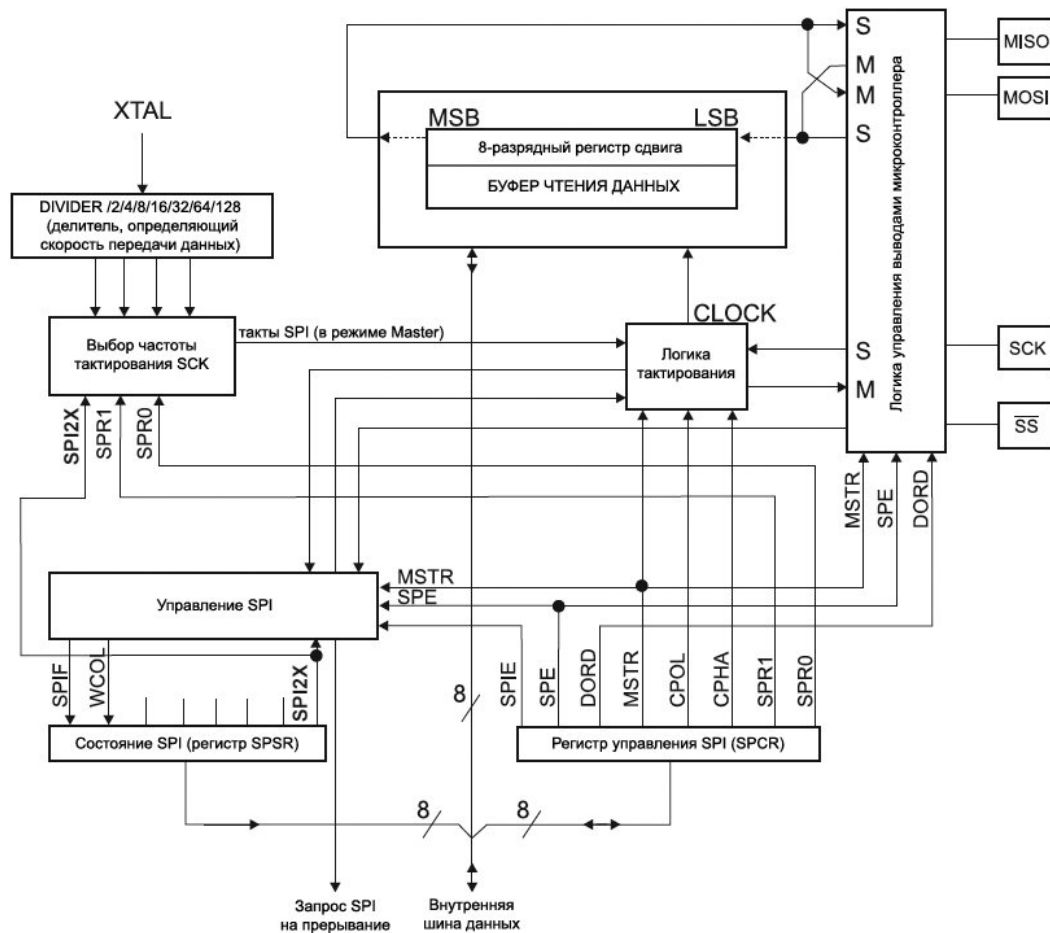 S
MISO
M
M
MOSI
S
XTAL
MSB
LSB
8-разрядный регистр сдвига
БУФЕР ЧТЕНИЯ ДАННЫХ
DIVIDER /2/4/8/16/32/64/128
(делитель, определяющий
скорость передачи данных)
Логика управления выводами микроконтроллера
CLOCK
Выбор частоты
тактирования SCK
такты SPI (в режиме Master)
Логика
тактирования
S
M
SCK
SS
SPI2X
SPR1
SPR0
MSTR
SPE
DORD
Управление SPI
MSTR
SPE
SPIF
WCOL
SPI2X
8
SPIE
SPE
DORD
MSTR
CPOL
CPHA
SPR1
SPR0
Состояние SPI (регистр SPSR)
Регистр управления SPI (SPCR)
8
8
Запрос SPI
на прерывание
Внутренняя
шина данных